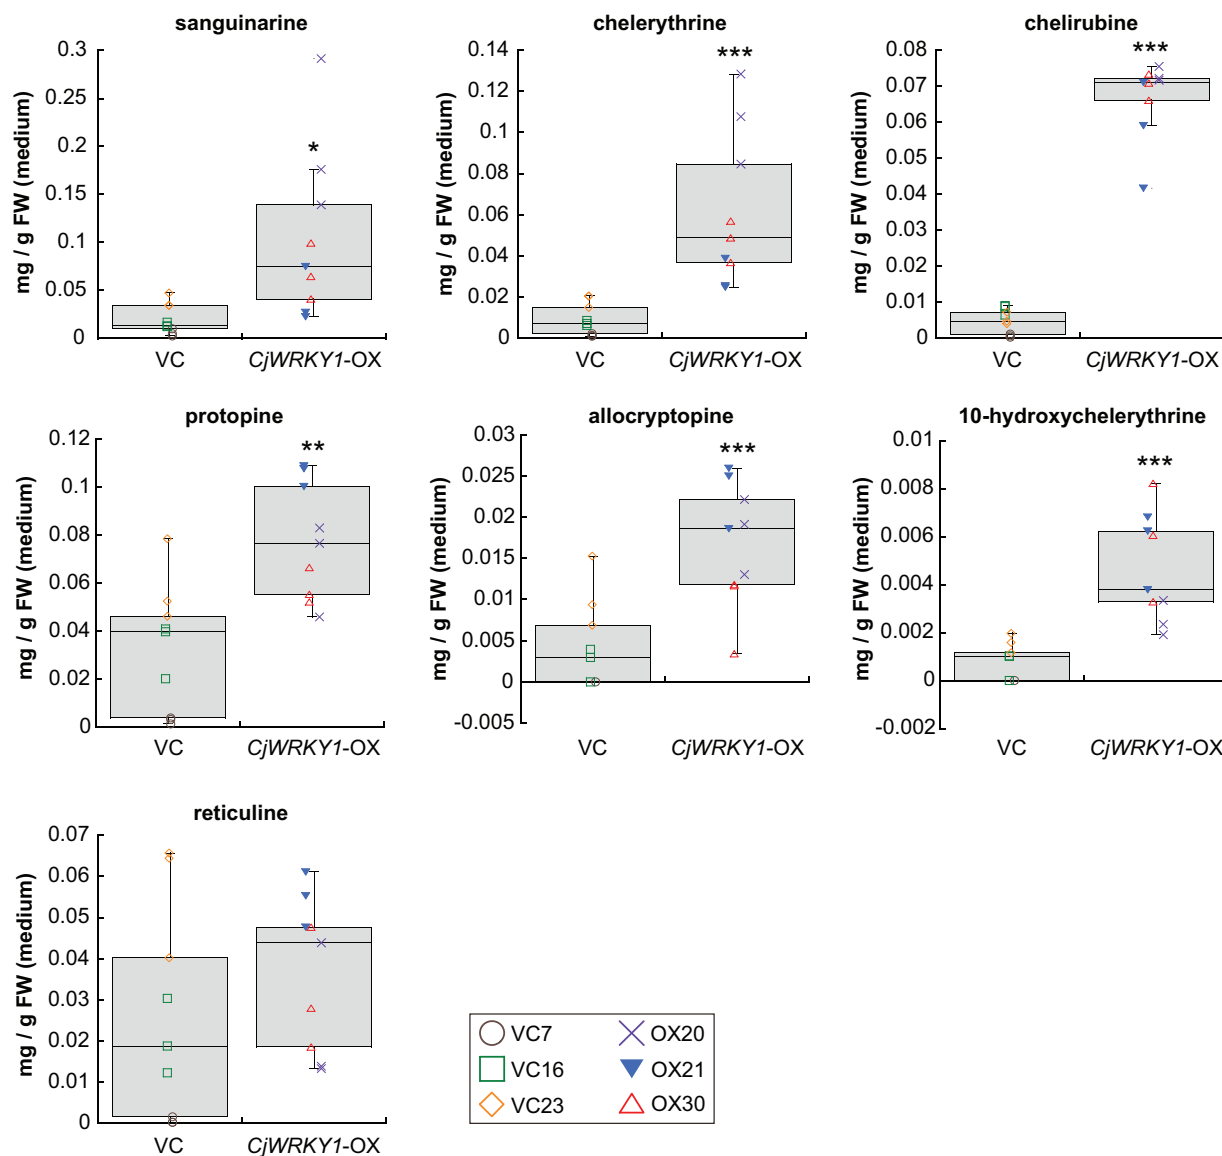 sanguinarine
mg / g FW (medium)
0.3
0.25
0.2
0.15
0.1
0.05
0
*
VC
CjWRKY1-OX
chelerythrine
mg / g FW (medium)
0.14
0.12
0.1
0.08
0.06
0.04
0.02
0
***
VC
CjWRKY1-OX
chelirubine
mg / g FW (medium)
0.08
0.07
0.06
0.05
0.04
0.03
0.02
0.01
0
***
VC
CjWRKY1-OX
protopine
mg / g FW (medium)
0.12
0.1
0.08
0.06
0.04
0.02
0
**
VC
CjWRKY1-OX
allocryptopine
mg / g FW (medium)
0.03
0.025
0.02
0.015
0.01
0.005
0
-0.005
***
VC
CjWRKY1-OX
10-hydroxychelerythrine
mg / g FW (medium)
0.01
0.008
0.006
0.004
0.002
0
-0.002
***
VC
CjWRKY1-OX
reticuline
mg / g FW (medium)
0.07
0.06
0.05
0.04
0.03
0.02
0.01
0
VC
CjWRKY1-OX
VC7
VC16
VC23
OX20
OX21
OX30